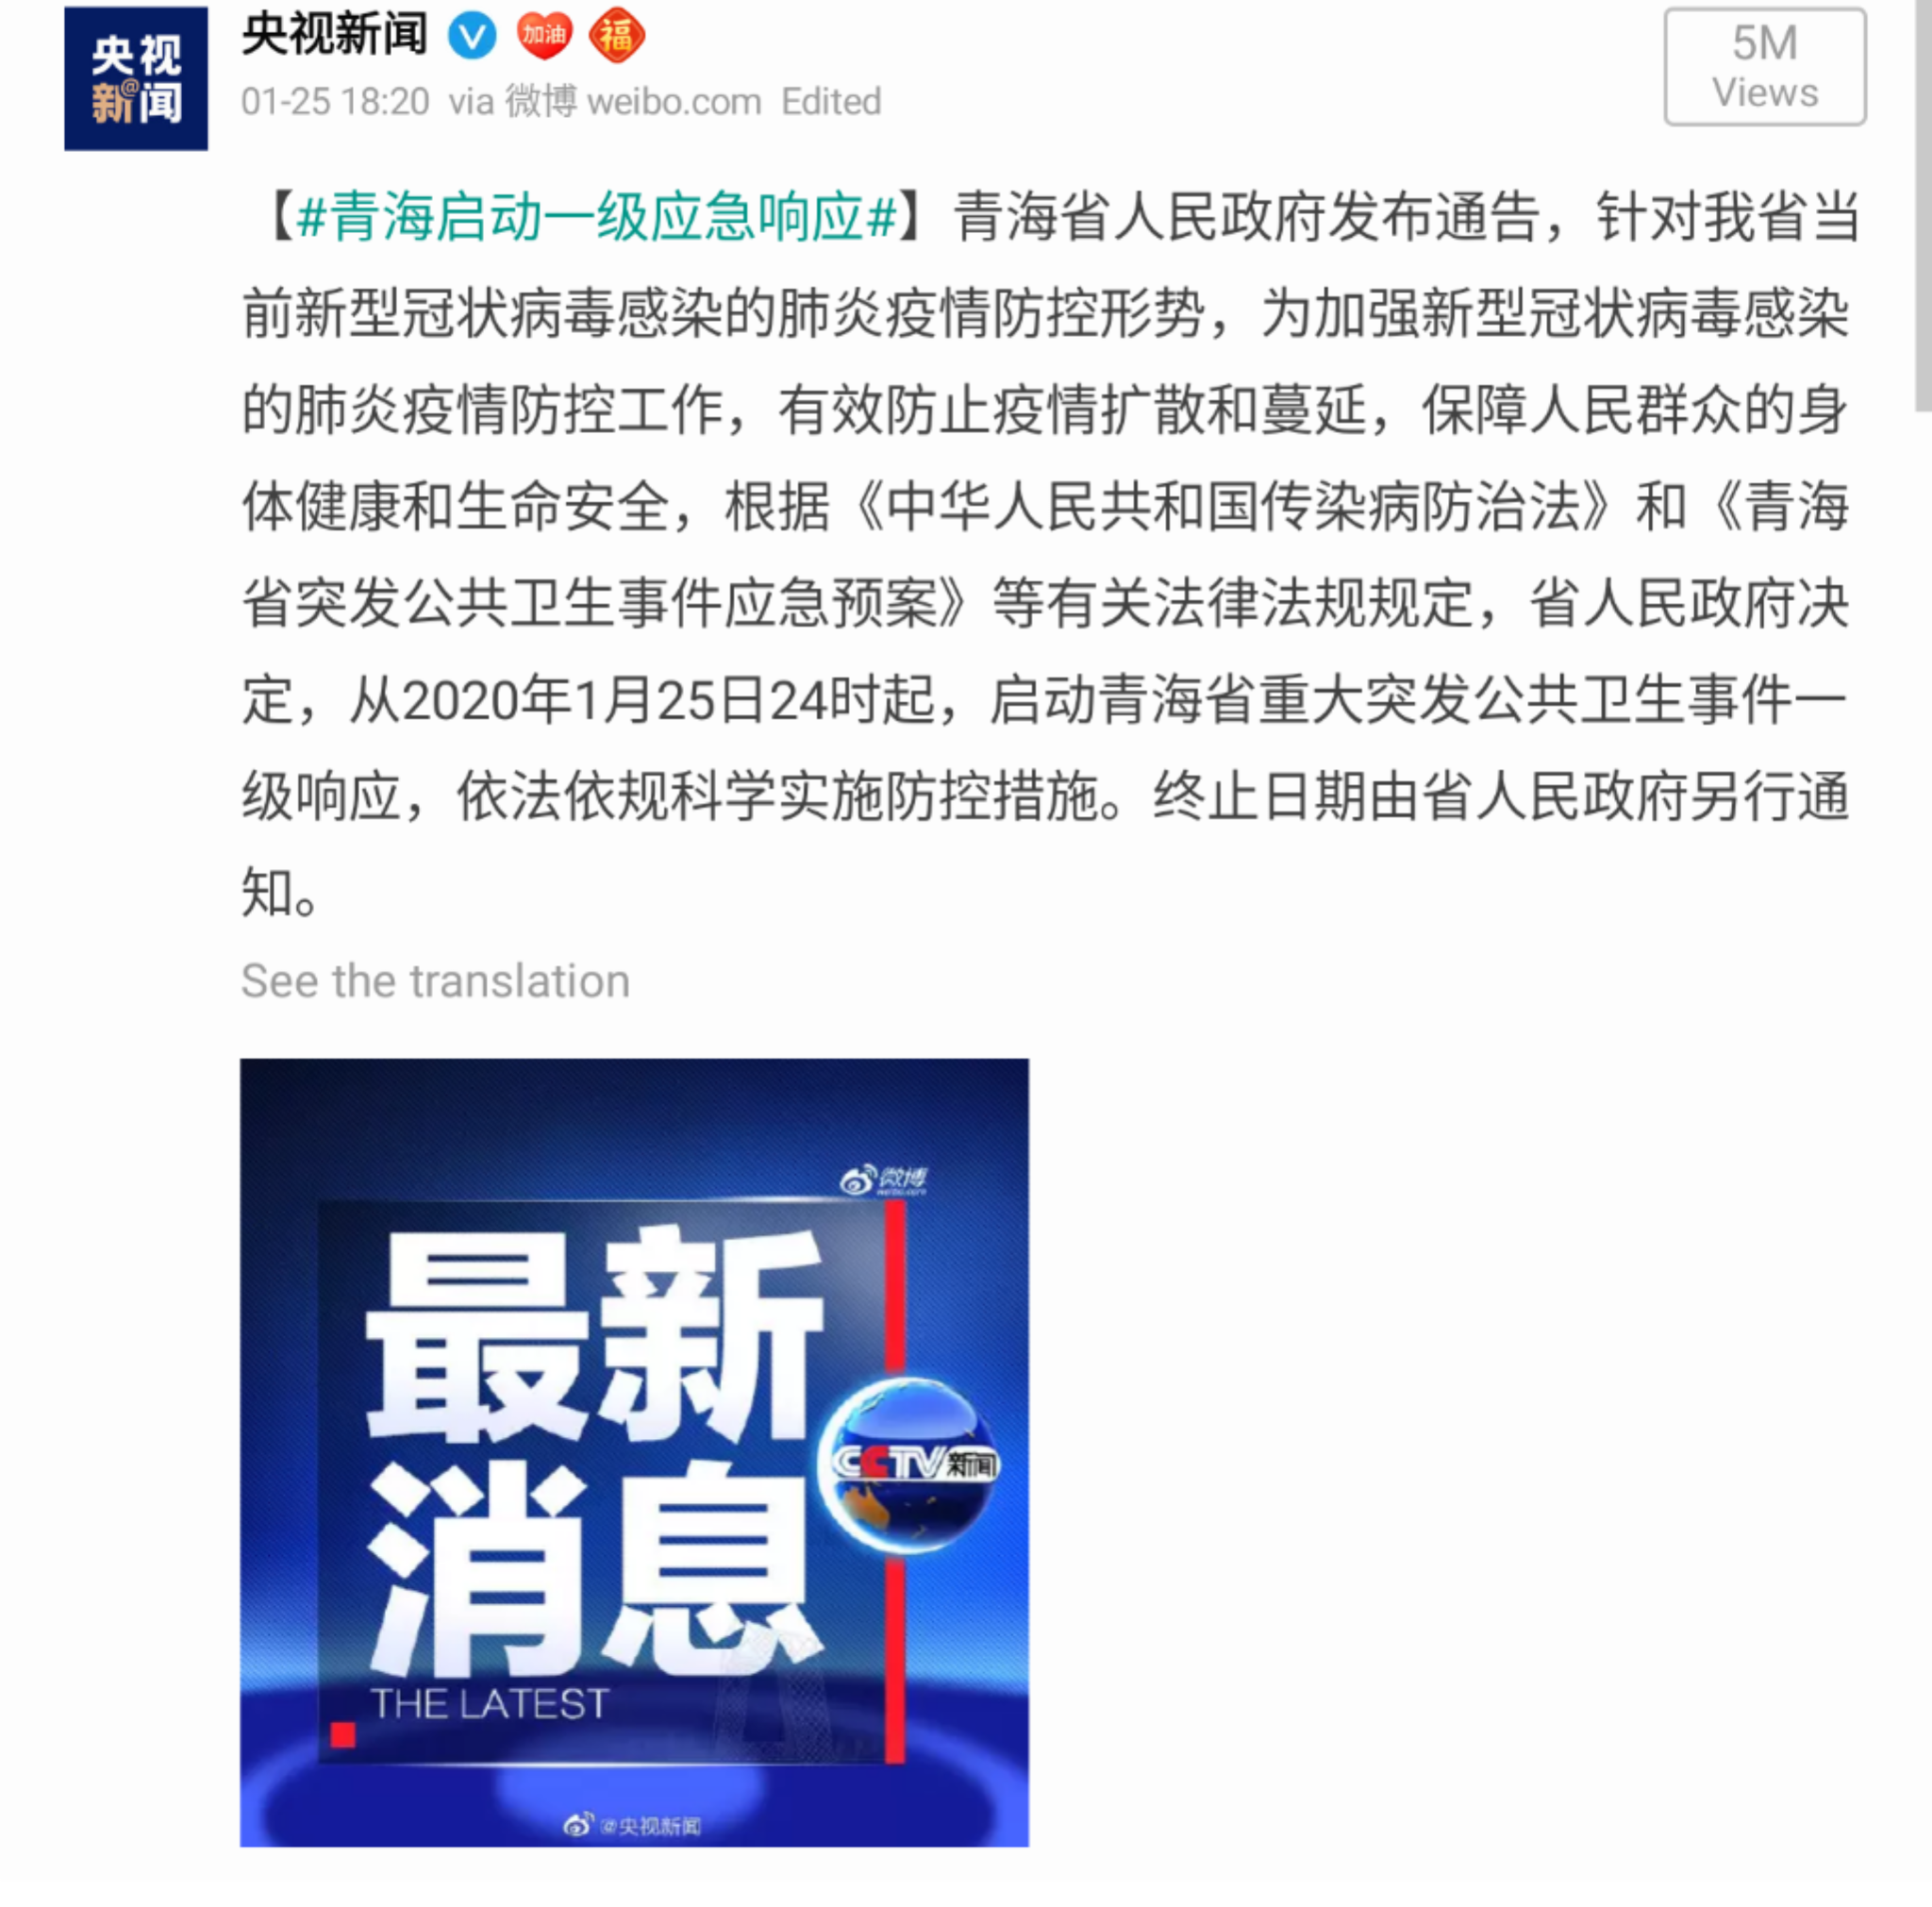 央视
新@闻
央视新闻
加油
福
01-25 18:20 via 微博 weibo.com Edited
5M
Views
【#青海启动一级应急响应#】青海省人民政府发布通告，针对我省当
前新型冠状病毒感染的肺炎疫情防控形势，为加强新型冠状病毒感染
的肺炎疫情防控工作，有效防止疫情扩散和蔓延，保障人民群众的身
体健康和生命安全，根据《中华人民共和国传染病防治法》和《青海
省突发公共卫生事件应急预案》等有关法律法规规定，省人民政府决
定，从2020年1月25日24时起，启动青海省重大突发公共卫生事件一
级响应，依法依规科学实施防控措施。终止日期由省人民政府另行通
知。
See the translation
微博
weibo.com
最新
消息
CCTV新闻
THE LATEST
@央视新闻